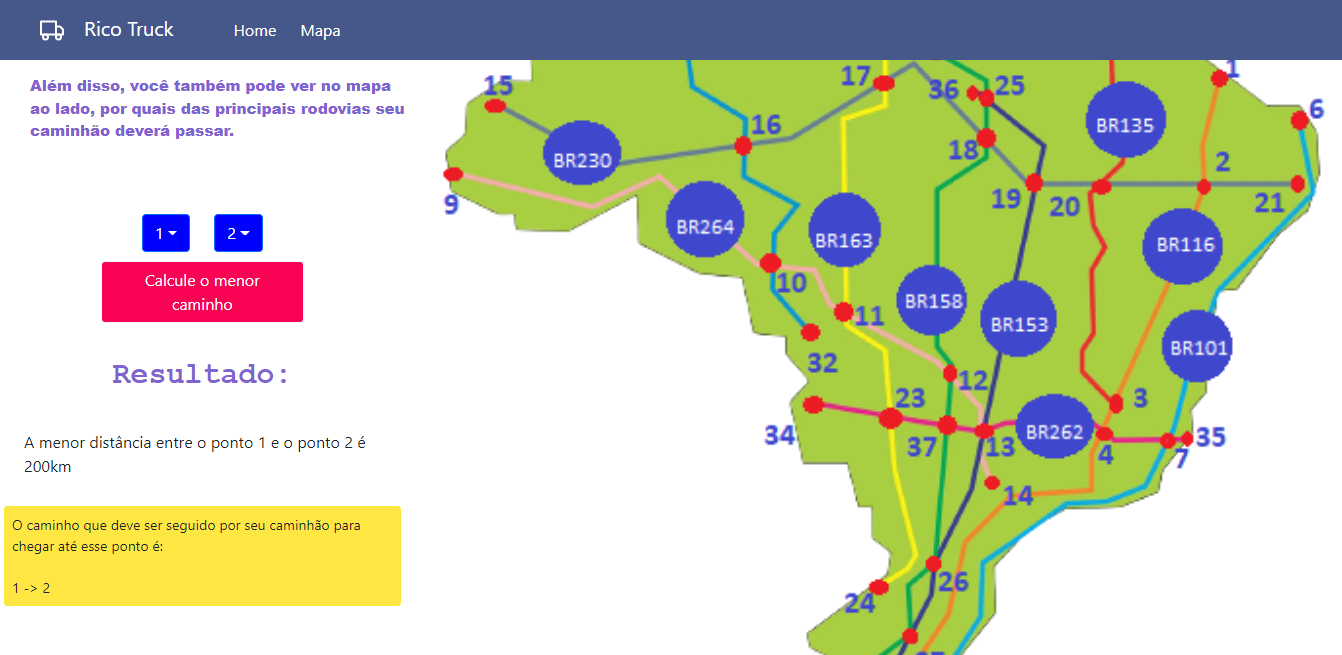 Rico Truck
Home
Mapa
Além disso, você também pode ver no mapa
ao lado, por quais das principais rodovias seu
caminhão deverá passar.
1
2
Calcule o menor
caminho
Resultado:
A menor distância entre o ponto 1 e o ponto 2 é
200km
O caminho que deve ser seguido por seu caminhão para
chegar até esse ponto é:
1 -> 2
1
17
15
36
25
6
16
BR135
BR230
18
2
9
19
20
21
BR264
BR163
BR116
10
BR158
11
BR153
BR101
32
12
23
3
34
37
13
BR262
4
7
35
14
26
24